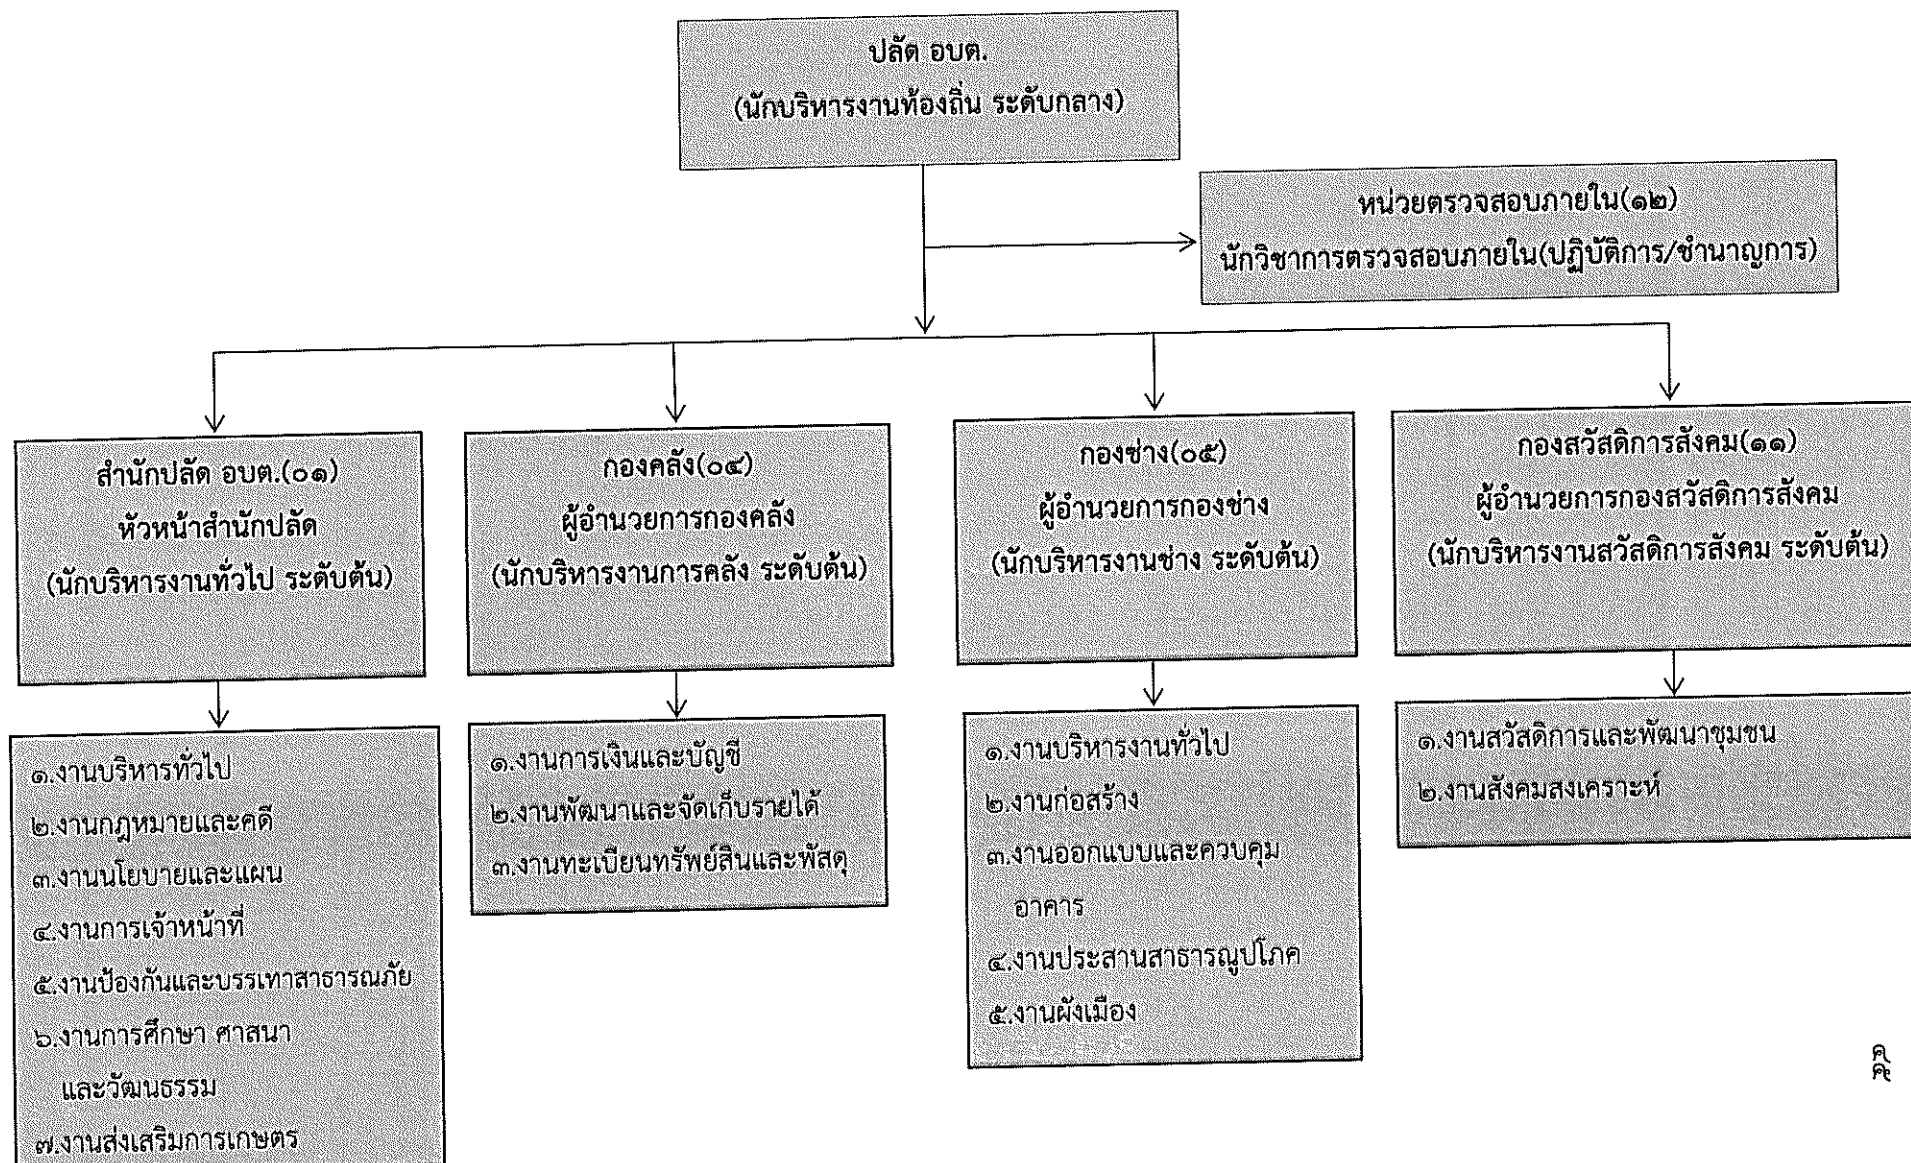 ปลัด อบต.
(นักบริหารงานท้องถิ่น ระดับกลาง)
หน่วยตรวจสอบภายใน(๑๒)
นักวิชาการตรวจสอบภายใน(ปฏิบัติการ/ชำนาญการ)
สำนักปลัด อบต.(๐๑)
หัวหน้าสำนักปลัด
(นักบริหารงานทั่วไป ระดับต้น)
กองคลัง(๐๔)
ผู้อำนวยการกองคลัง
(นักบริหารงานการคลัง ระดับต้น)
กองช่าง(๐๕)
ผู้อำนวยการกองช่าง
(นักบริหารงานช่าง ระดับต้น)
กองสวัสดิการสังคม(๑๑)
ผู้อำนวยการกองสวัสดิการสังคม
(นักบริหารงานสวัสดิการสังคม ระดับต้น)
๑.งานบริหารทั่วไป
๒.งานกฎหมายและคดี
๓.งานนโยบายและแผน
๔.งานการเจ้าหน้าที่
๕.งานป้องกันและบรรเทาสาธารณภัย
๖.งานการศึกษา ศาสนา
และวัฒนธรรม
๗.งานส่งเสริมการเกษตร
๑.งานการเงินและบัญชี
๒.งานพัฒนาและจัดเก็บรายได้
๓.งานทะเบียนทรัพย์สินและพัสดุ
๑.งานบริหารงานทั่วไป
๒.งานก่อสร้าง
๓.งานออกแบบและควบคุม
อาคาร
๔.งานประสานสาธารณูปโภค
๕.งานผังเมือง
๑.งานสวัสดิการและพัฒนาชุมชน
๒.งานสังคมสงเคราะห์